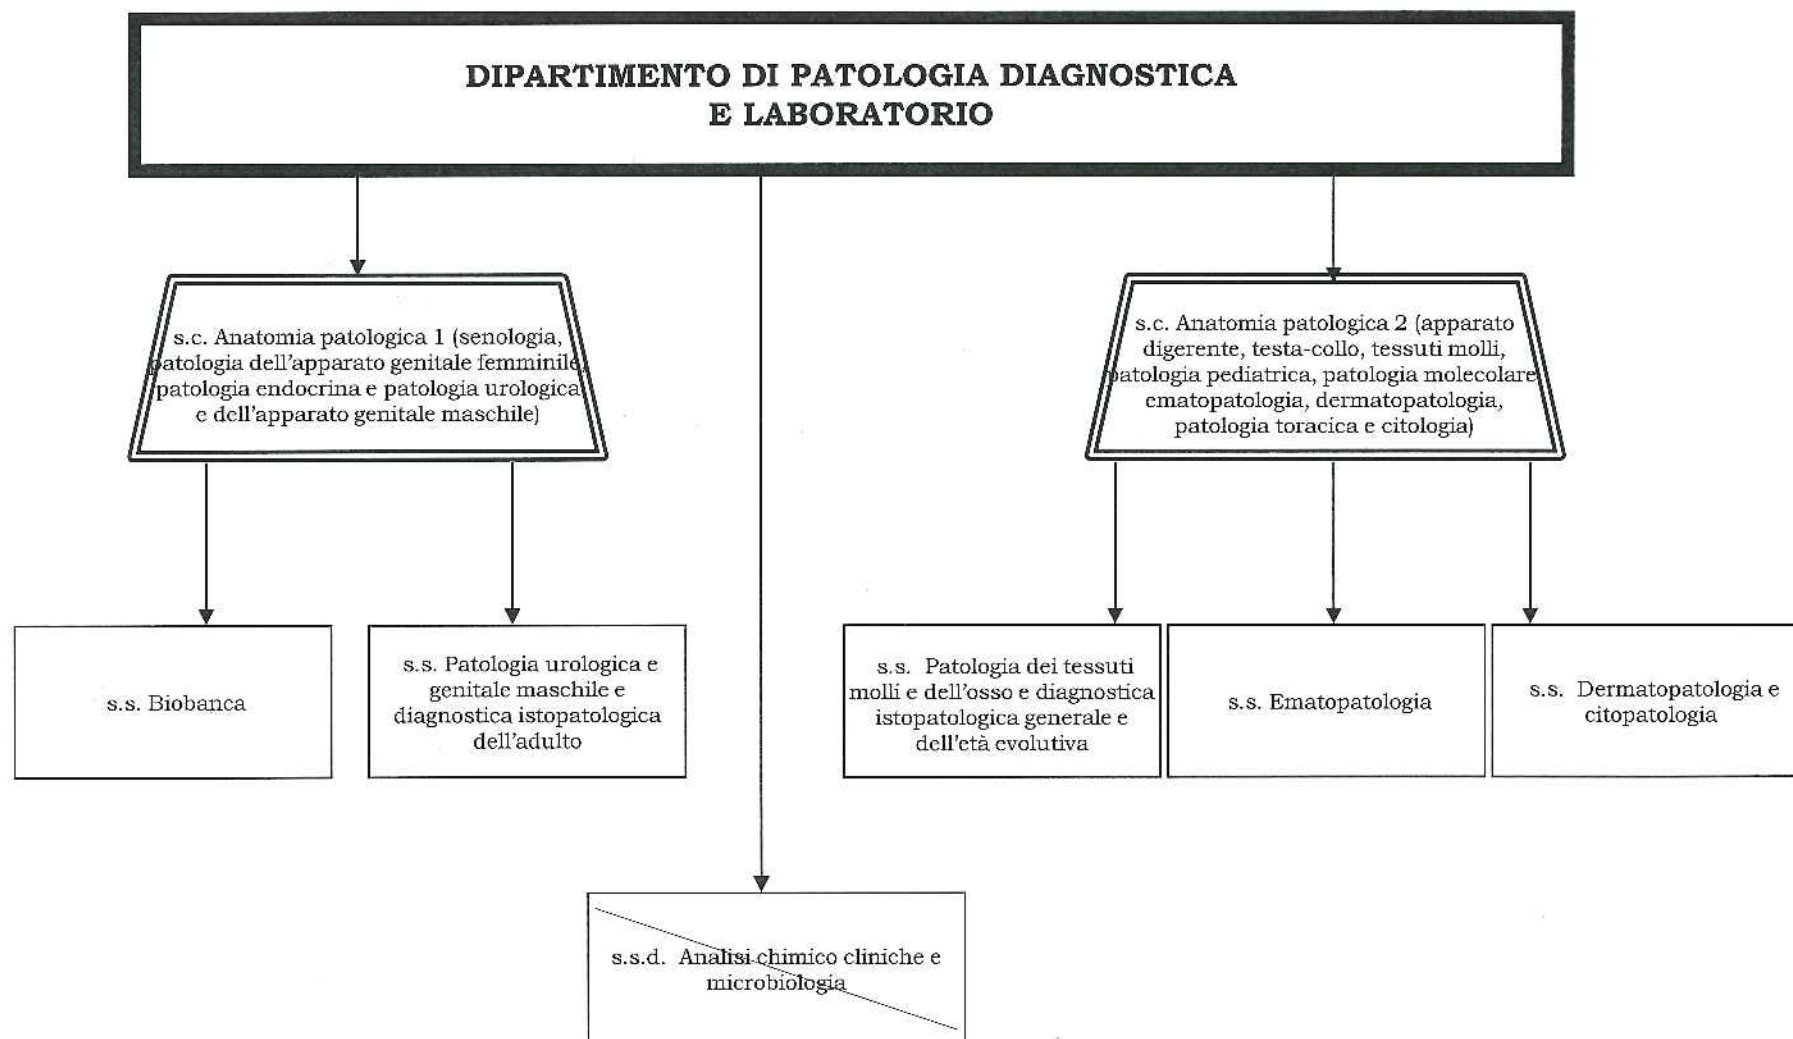 DIPARTIMENTO DI PATOLOGIA DIAGNOSTICA
E LABORATORIO
s.c. Anatomia patologica 1 (senologia,
patologia dell'apparato genitale femminile,
patologia endocrina e patologia urologica
e dell'apparato genitale maschile)
s.c. Anatomia patologica 2 (apparato
digerente, testa-collo, tessuti molli,
patologia pediatrica, patologia molecolare
ematopatologia, dermatopatologia,
patologia toracica e citologia)
s.s. Biobanca
s.s. Patologia urologica e
genitale maschile e
diagnostica istopatologica
dell'adulto
s.s. Patologia dei tessuti
molli e dell'osso e diagnostica
istopatologica generale e
dell'età evolutiva
s.s. Ematopatologia
s.s. Dermatopatologia e
citopatologia
s.s.d. Analisi chimico cliniche e
microbiologia